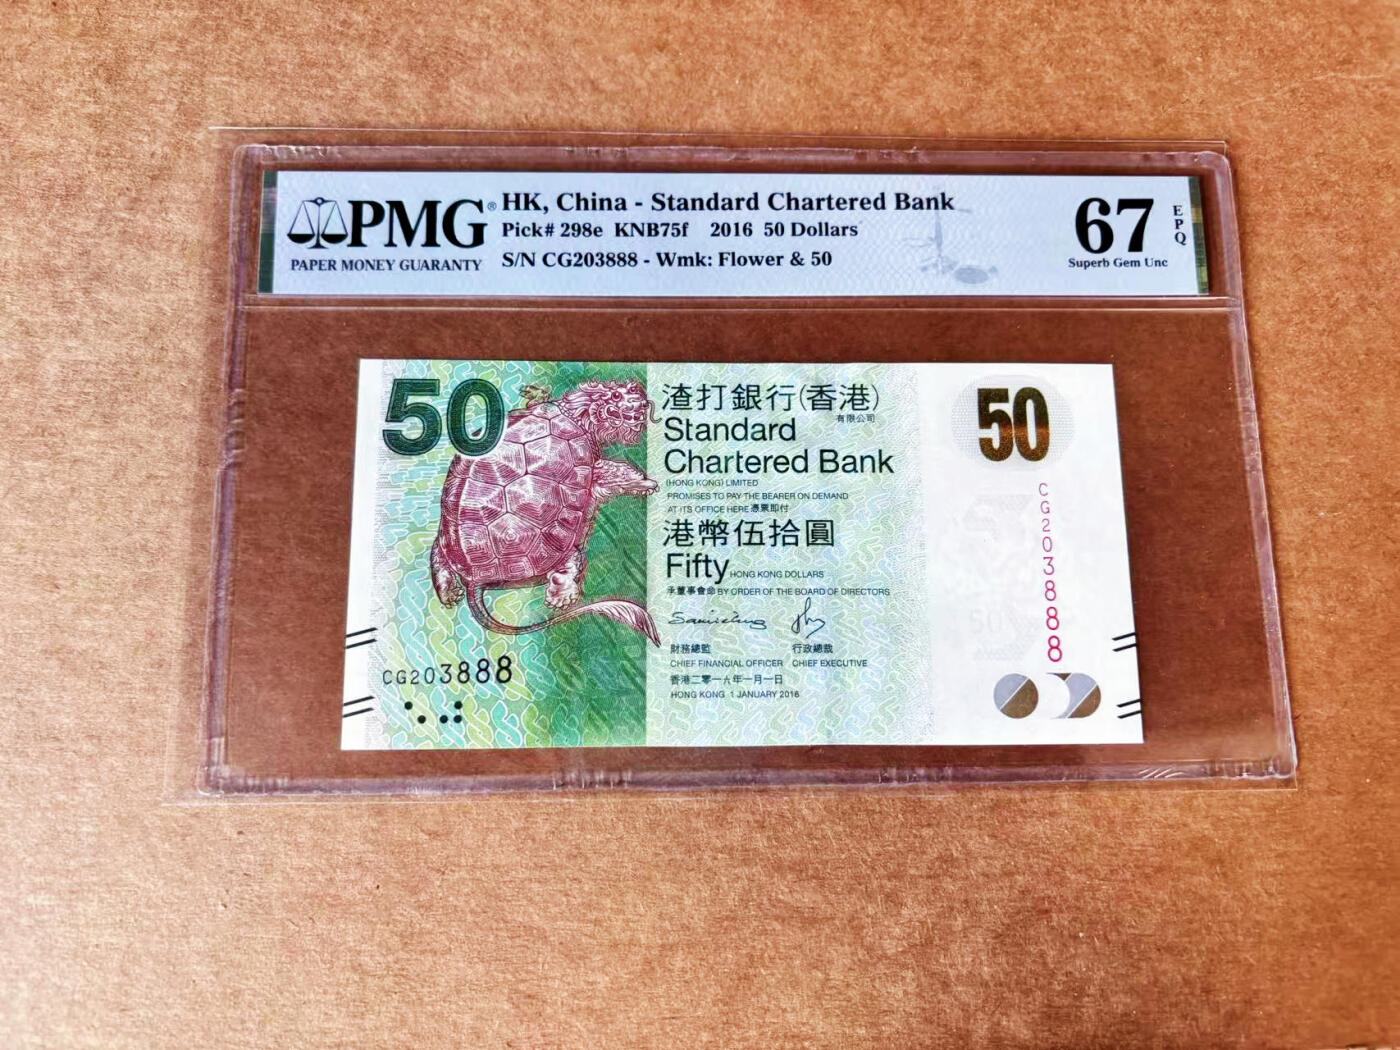 PMG®
PAPER MONEY GUARANTY
HK, China - Standard Chartered Bank
Pick# 298e KNB75f 2016 50 Dollars
S/N CG203888 - Wmk: Flower & 50
67
EPQ
Superb Gem Unc
50
渣打銀行(香港)
有限公司
Standard
Chartered Bank
(HONG KONG) LIMITED
PROMISES TO PAY THE BEARER ON DEMAND
AT ITS OFFICE HERE 憑票即付
港幣伍拾圓
Fifty HONG KONG DOLLARS
承董事會命 BY ORDER OF THE BOARD OF DIRECTORS
財務總監 行政總裁
CHIEF FINANCIAL OFFICER CHIEF EXECUTIVE
香港二零一六年一月一日
HONG KONG 1 JANUARY 2016
CG203888
50
CG203888
50